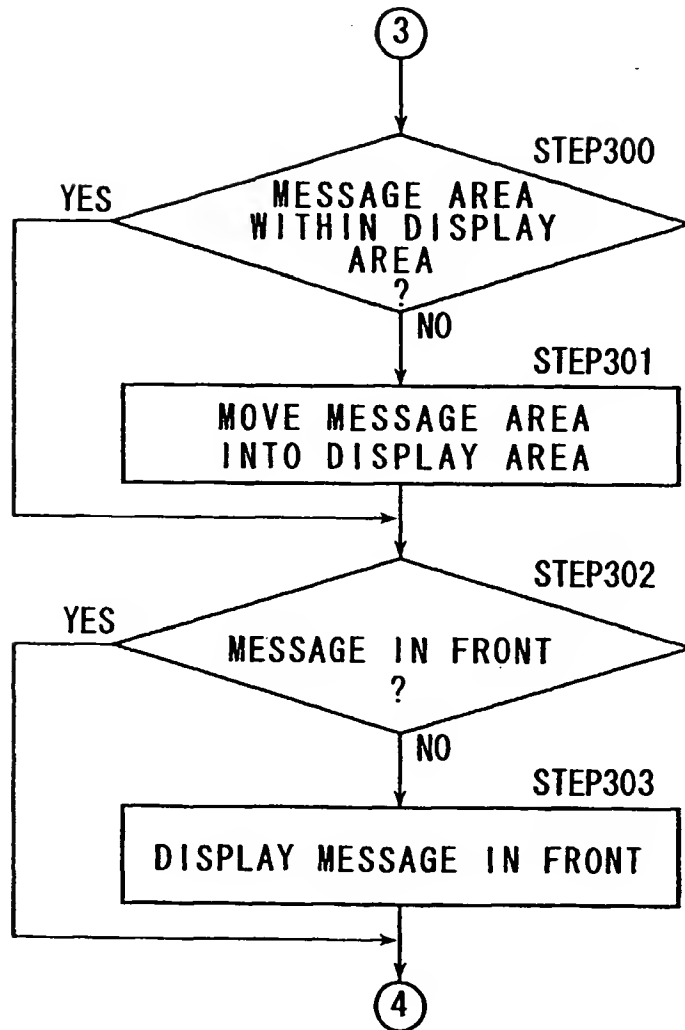 3
STEP300
YES
MESSAGE AREA
WITHIN DISPLAY
AREA
?
NO
STEP301
MOVE MESSAGE AREA
INTO DISPLAY AREA
STEP302
YES
MESSAGE IN FRONT
?
NO
STEP303
DISPLAY MESSAGE IN FRONT
4